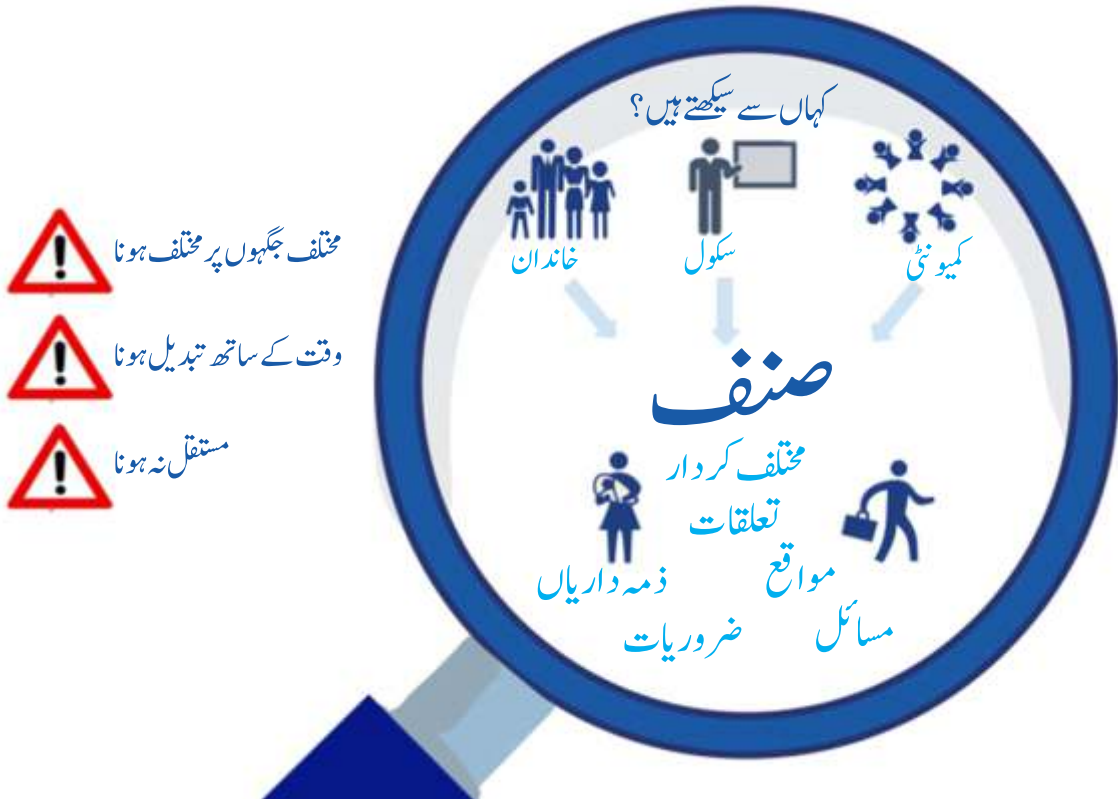 کہاں سے سیکھتے ہیں؟
کمیونٹی
سکول
خاندان
صنف
مختلف کردار
تعلقات
مواقع
ذمہ داریاں
مسائل
ضروریات
مختلف جگہوں پر مختلف ہونا
وقت کے ساتھ تبدیل ہونا
مستقل نہ ہونا